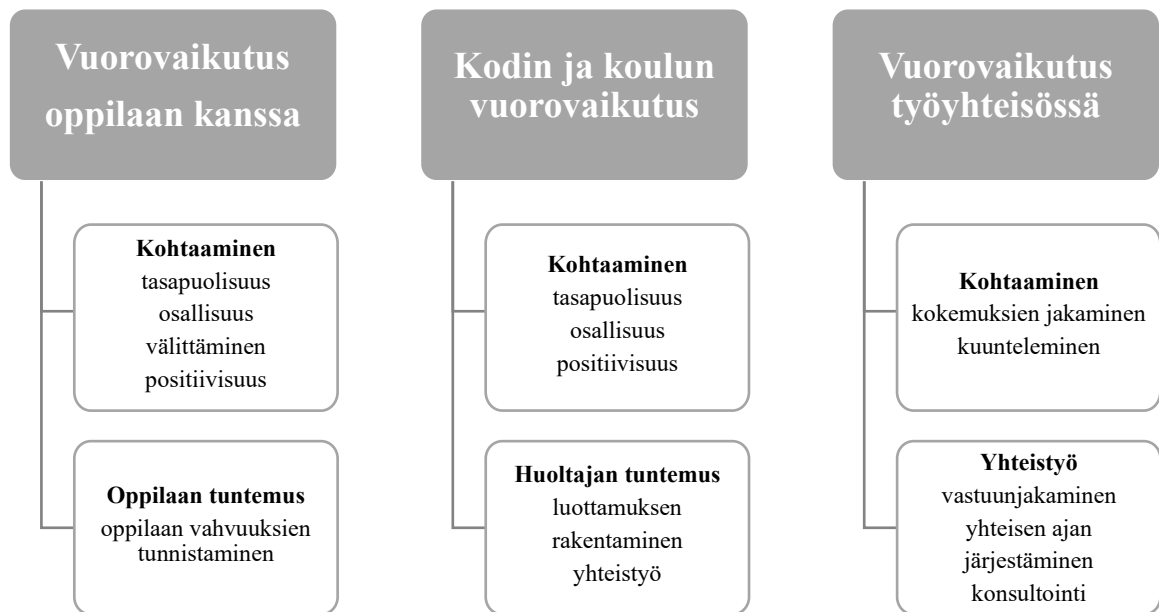 Vuorovaikutus
oppilaan kanssa
Kohtaaminen
tasapuolisuus
osallisuus
välittäminen
positiivisuus
Oppilaan tuntemus
oppilaan vahvuuksien
tunnistaminen
Kodin ja koulun
vuorovaikutus
Kohtaaminen
tasapuolisuus
osallisuus
positiivisuus
Huoltajan tuntemus
luottamuksen
rakentaminen
yhteistyö
Vuorovaikutus
työyhteisössä
Kohtaaminen
kokemuksien jakaminen
kuunteleminen
Yhteistyö
vastuunjakaminen
yhteisen ajan
järjestäminen
konsultointi